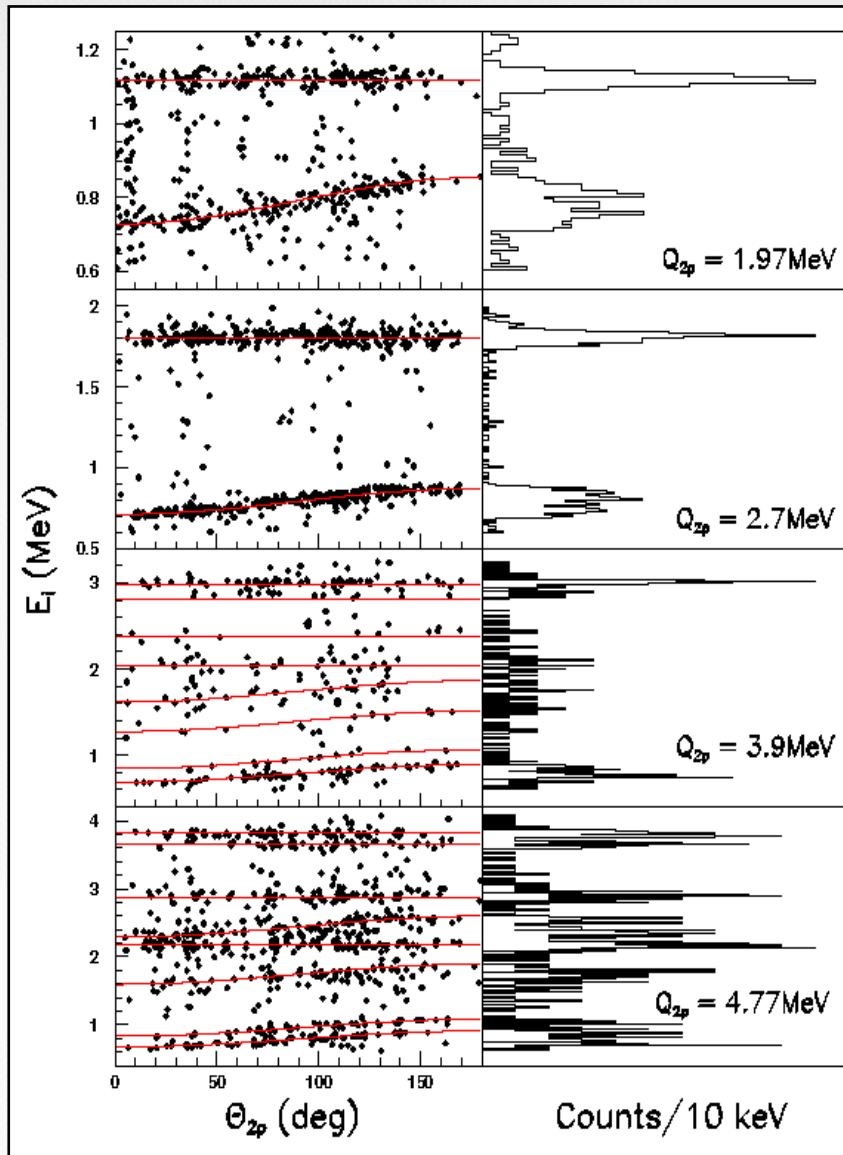 1.2
1
0.8
0.6
Q2p = 1.97MeV
2
1.5
1
0.5
Q2p = 2.7MeV
Ei (MeV)
3
2
1
Q2p = 3.9MeV
4
3
2
1
Q2p = 4.77MeV
0 50 100 150
Θ2p (deg)
Counts/10 keV